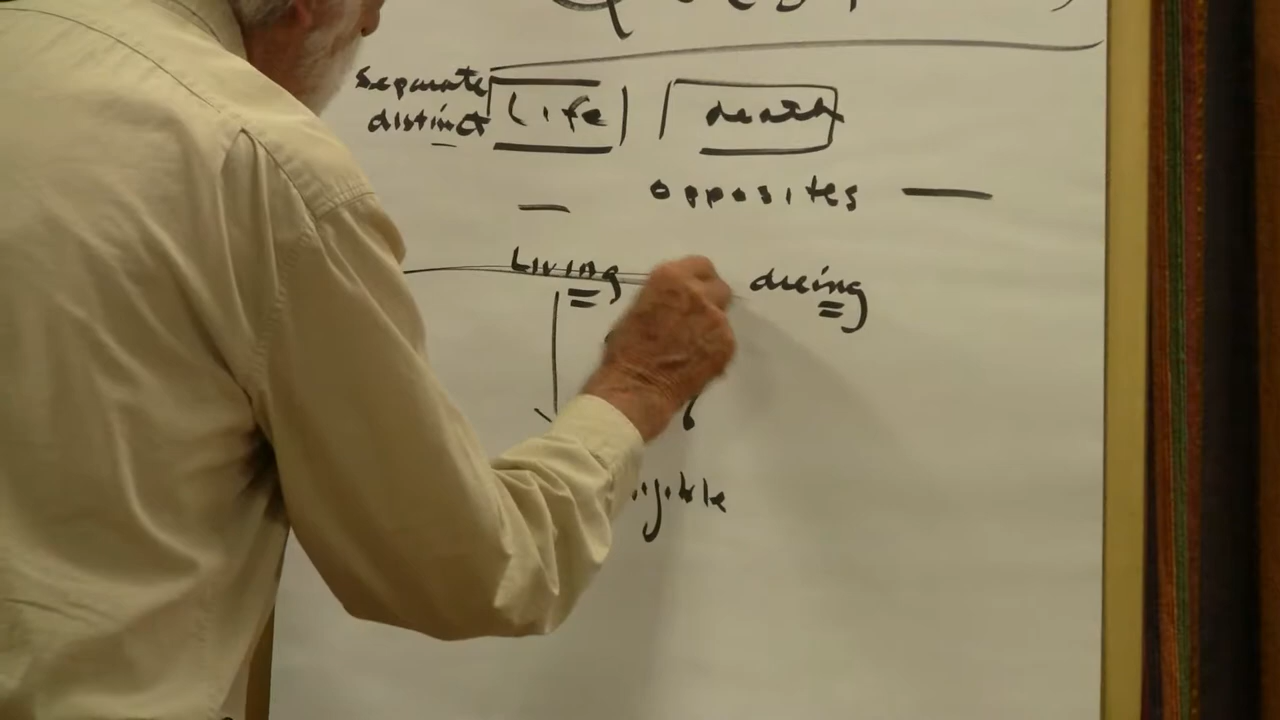 Separate
distinct Life death
opposites
Living dieing